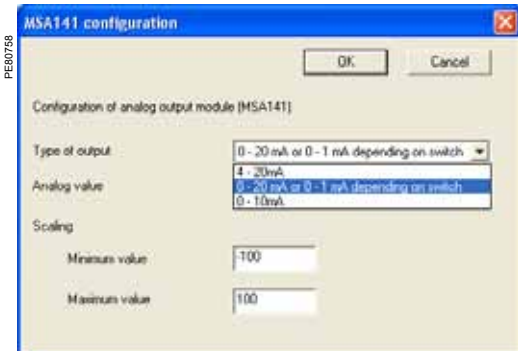 MSA141 configuration
PE80758
OK
Cancel
Configuration of analog output module (MSA141)
Type of output
0 - 20 mA or 0 - 1 mA depending on switch
4 - 20mA
Analog value
0 - 20 mA or 0 - 1 mA depending on switch
0 - 10mA
Scaling
Minimum value
-100
Maximum value
100